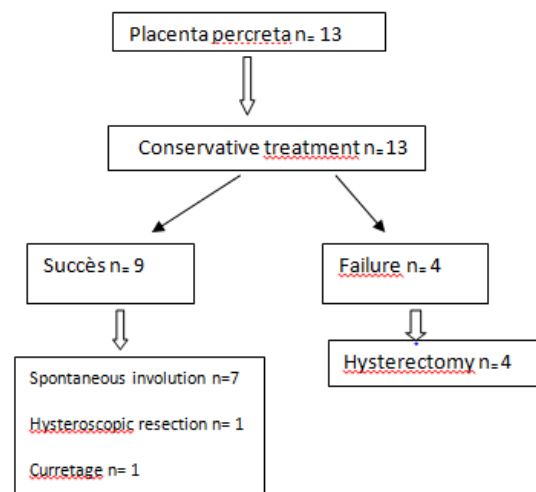 Placenta percreta n= 13
Conservative treatment n=13
Succès n= 9
Failure n= 4
Spontaneous involution n=7
Hysteroscopic resection n= 1
Curretage n= 1
Hysterectomy n= 4